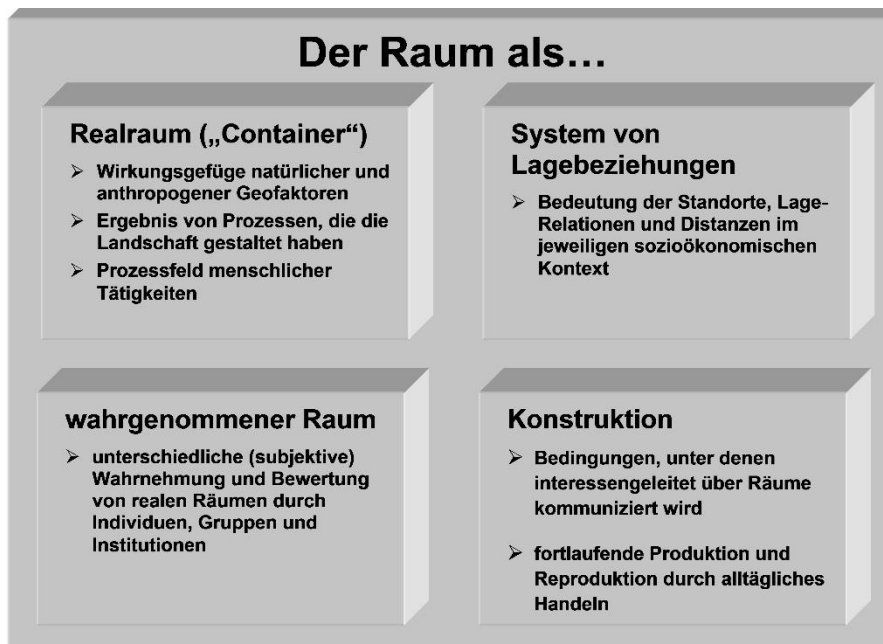 Der Raum als…
Realraum („Container“)
➢ Wirkungsgefüge natürlicher und
anthropogener Geofaktoren
➢ Ergebnis von Prozessen, die die
Landschaft gestaltet haben
➢ Prozessfeld menschlicher
Tätigkeiten
System von
Lagebeziehungen
➢ Bedeutung der Standorte, Lage-
Relationen und Distanzen im
jeweiligen sozioökonomischen
Kontext
wahrgenommener Raum
➢ unterschiedliche (subjektive)
Wahrnehmung und Bewertung
von realen Räumen durch
Individuen, Gruppen und
Institutionen
Konstruktion
➢ Bedingungen, unter denen
interessengeleitet über Räume
kommuniziert wird
➢ fortlaufende Produktion und
Reproduktion durch alltägliches
Handeln